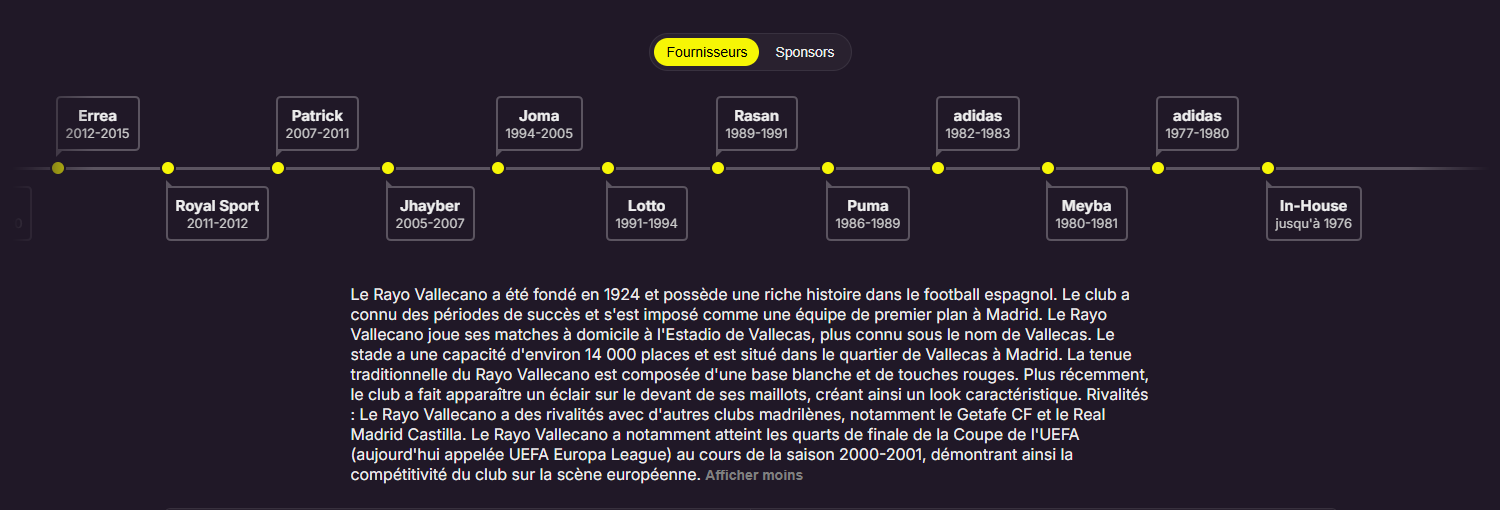 Fournisseurs Sponsors
Errea
2012-2015
Patrick
2007-2011
Joma
1994-2005
Rasan
1989-1991
adidas
1982-1983
adidas
1977-1980
Royal Sport
2011-2012
Jhayber
2005-2007
Lotto
1991-1994
Puma
1986-1989
Meyba
1980-1981
In-House
jusqu'à 1976
Le Rayo Vallecano a été fondé en 1924 et possède une riche histoire dans le football espagnol. Le club a
connu des périodes de succès et s'est imposé comme une équipe de premier plan à Madrid. Le Rayo
Vallecano joue ses matches à domicile à l'Estadio de Vallecas, plus connu sous le nom de Vallecas. Le
stade a une capacité d'environ 14 000 places et est situé dans le quartier de Vallecas à Madrid. La tenue
traditionnelle du Rayo Vallecano est composée d'une base blanche et de touches rouges. Plus récemment,
le club a fait apparaître un éclair sur le devant de ses maillots, créant ainsi un look caractéristique. Rivalités
: Le Rayo Vallecano a des rivalités avec d'autres clubs madrilènes, notamment le Getafe CF et le Real
Madrid Castilla. Le Rayo Vallecano a notamment atteint les quarts de finale de la Coupe de l'UEFA
(aujourd'hui appelée UEFA Europa League) au cours de la saison 2000-2001, démontrant ainsi la
compétitivité du club sur la scène européenne. Afficher moins